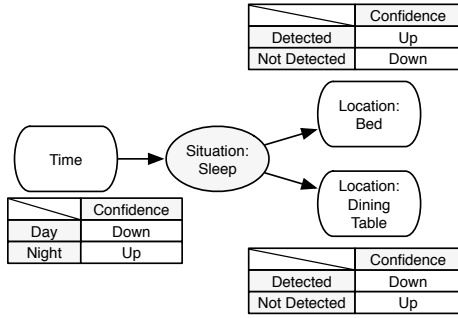 Confidence
Detected Up
Not Detected Down
Location:
Bed
Time
Situation:
Sleep
Location:
Dining
Table
Confidence
Day Down
Night Up
Confidence
Detected Down
Not Detected Up